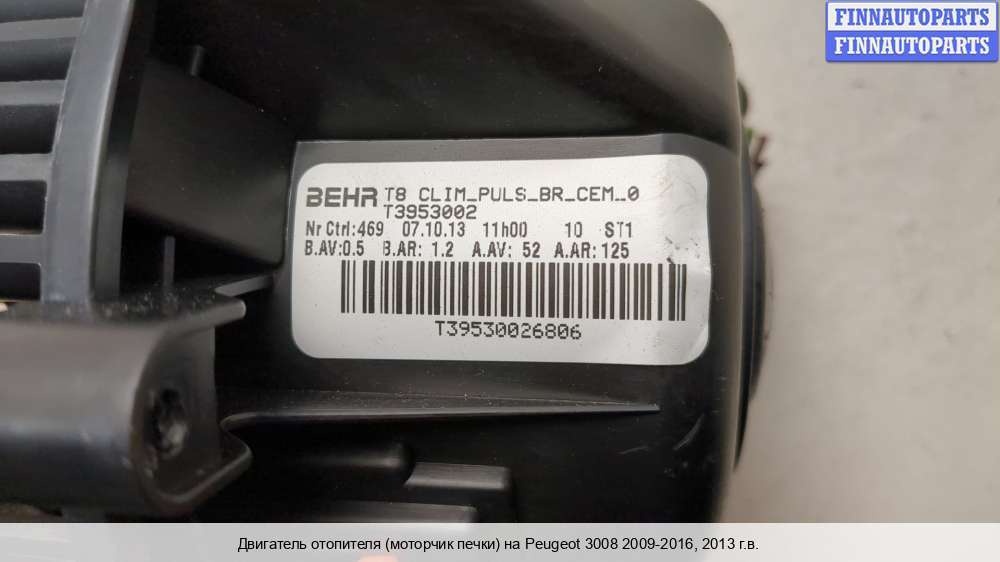 FINNAUTOPARTS
FINNAUTOPARTS
BEHR T8 CLIM_PULS_BR_CEM_0
T3953002
Nr Ctrl:469 07.10.13 11h00 10 ST1
B.AV:0.5 B.AR: 1.2 A.AV: 52 A.AR: 125
T39530026806
Двигатель отопителя (моторчик печки) на Peugeot 3008 2009-2016, 2013 г.в.